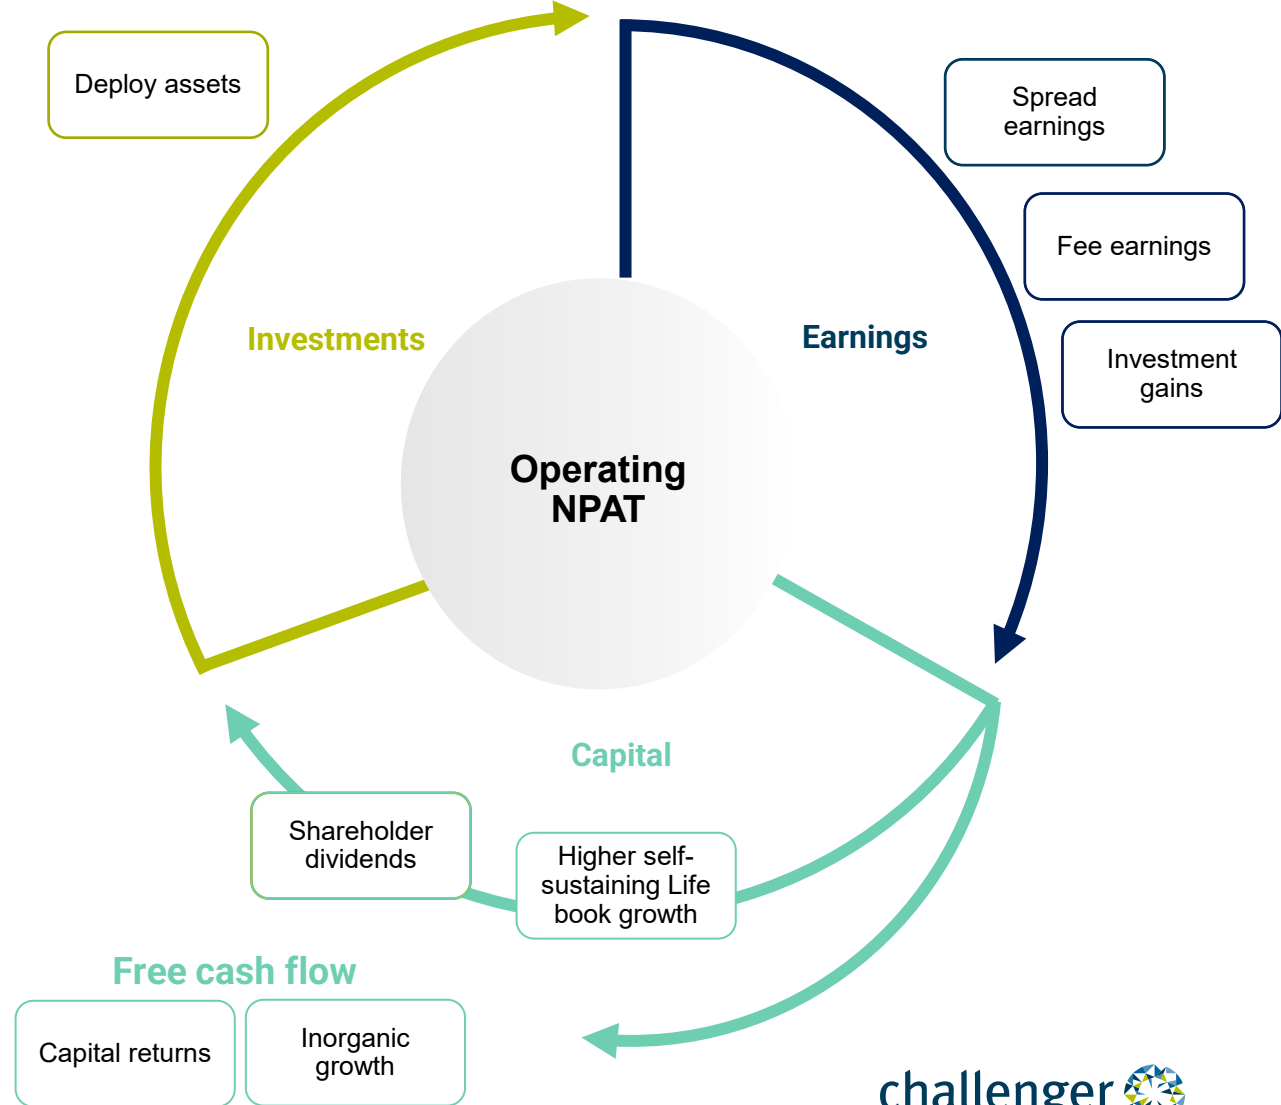 Deploy assets
Spread
earnings
Fee earnings
Investments
Earnings
Investment
gains
Operating
NPAT
Capital
Shareholder
dividends
Higher self-
sustaining Life
book growth
Free cash flow
Capital returns
Inorganic
growth
challenger